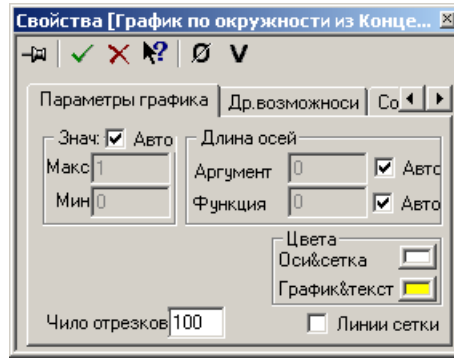 Свойства [График по окружности из Конце...
Ø V
Параметры графика Др.возможноси Со
Знач: Авто Длина осей
Макс 1 Аргумент 0 Авто
Мин 0 Функция 0 Авто
Цвета
Оси&сетка
График&текст
Чило отрезков 100 Линии сетки